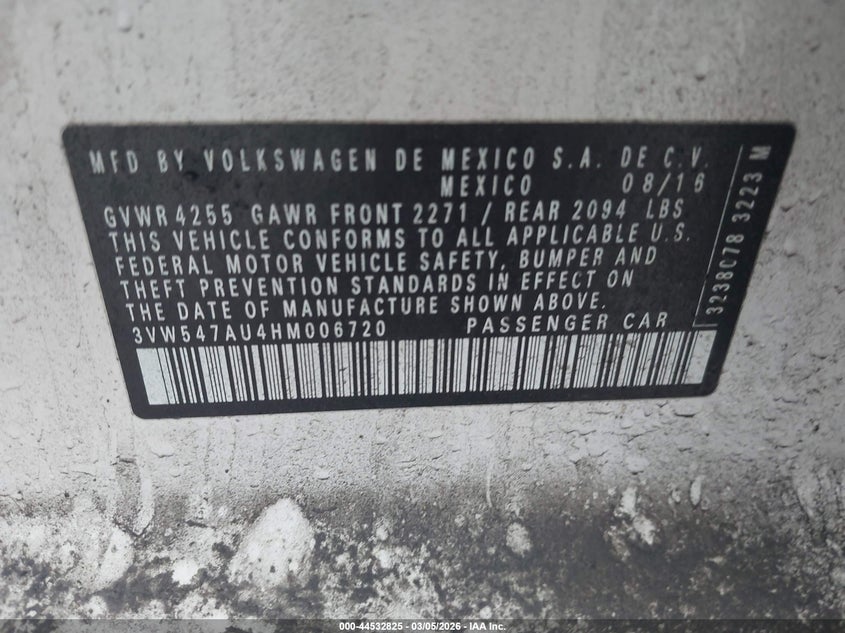 MFD BY VOLKSWAGEN DE MEXICO S.A. DE C.V.
MEXICO 08/16
GVWR 4255 GAWR FRONT 2271 / REAR 2094 LBS
THIS VEHICLE CONFORMS TO ALL APPLICABLE U.S.
FEDERAL MOTOR VEHICLE SAFETY, BUMPER AND
THEFT PREVENTION STANDARDS IN EFFECT ON
THE DATE OF MANUFACTURE SHOWN ABOVE.
3VW547AU4HM006720 PASSENGER CAR
3238C78 3223 M
000-44532825 - 03/05/2026 - IAA Inc.